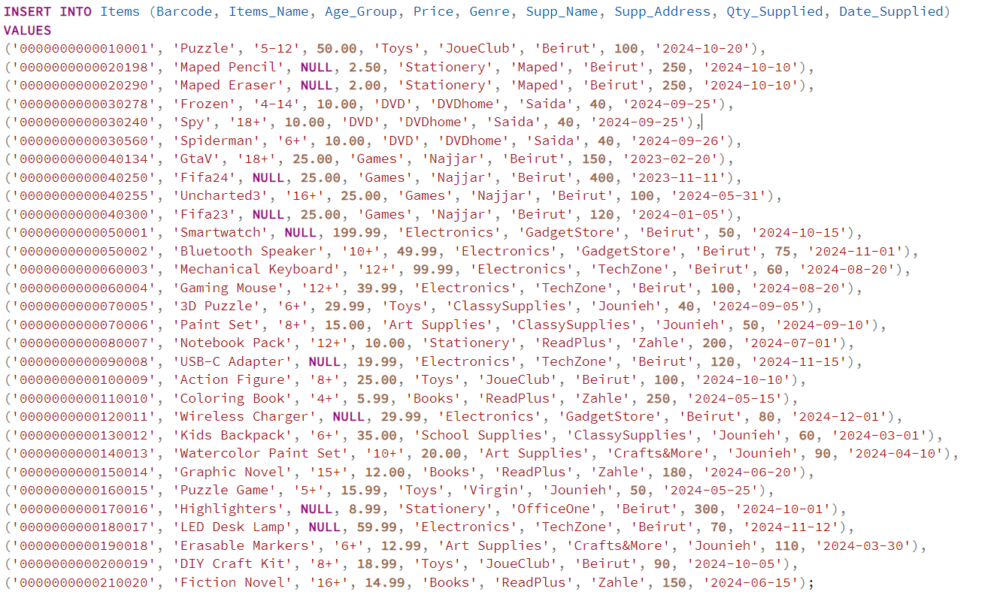 INSERT INTO Items (Barcode, Items_Name, Age_Group, Price, Genre, Supp_Name, Supp_Address, Qty_Supplied, Date_Supplied)
VALUES
('0000000000010001', 'Puzzle', '5-12', 50.00, 'Toys', 'JoueClub', 'Beirut', 100, '2024-10-20'),
('0000000000020198', 'Maped Pencil', NULL, 2.50, 'Stationery', 'Maped', 'Beirut', 250, '2024-10-10'),
('0000000000020290', 'Maped Eraser', NULL, 2.00, 'Stationery', 'Maped', 'Beirut', 250, '2024-10-10'),
('0000000000030278', 'Frozen', '4-14', 10.00, 'DVD', 'DVDhome', 'Saida', 40, '2024-09-25'),
('0000000000030240', 'Spy', '18+', 10.00, 'DVD', 'DVDhome', 'Saida', 40, '2024-09-25'),
('0000000000030560', 'Spiderman', '6+', 10.00, 'DVD', 'DVDhome', 'Saida', 40, '2024-09-26'),
('0000000000040134', 'GtaV', '18+', 25.00, 'Games', 'Najjar', 'Beirut', 150, '2023-02-20'),
('0000000000040250', 'Fifa24', NULL, 25.00, 'Games', 'Najjar', 'Beirut', 400, '2023-11-11'),
('0000000000040255', 'Uncharted3', '16+', 25.00, 'Games', 'Najjar', 'Beirut', 100, '2024-05-31'),
('0000000000040300', 'Fifa23', NULL, 25.00, 'Games', 'Najjar', 'Beirut', 120, '2024-01-05'),
('0000000000050001', 'Smartwatch', NULL, 199.99, 'Electronics', 'GadgetStore', 'Beirut', 50, '2024-10-15'),
('0000000000050002', 'Bluetooth Speaker', '10+', 49.99, 'Electronics', 'GadgetStore', 'Beirut', 75, '2024-11-01'),
('0000000000060003', 'Mechanical Keyboard', '12+', 99.99, 'Electronics', 'TechZone', 'Beirut', 60, '2024-08-20'),
('0000000000060004', 'Gaming Mouse', '12+', 39.99, 'Electronics', 'TechZone', 'Beirut', 100, '2024-08-20'),
('0000000000070005', '3D Puzzle', '6+', 29.99, 'Toys', 'ClassySupplies', 'Jounieh', 40, '2024-09-05'),
('0000000000070006', 'Paint Set', '8+', 15.00, 'Art Supplies', 'ClassySupplies', 'Jounieh', 50, '2024-09-10'),
('0000000000080007', 'Notebook Pack', '12+', 10.00, 'Stationery', 'ReadPlus', 'Zahle', 200, '2024-07-01'),
('0000000000090008', 'USB-C Adapter', NULL, 19.99, 'Electronics', 'TechZone', 'Beirut', 120, '2024-11-15'),
('0000000000100009', 'Action Figure', '8+', 25.00, 'Toys', 'JoueClub', 'Beirut', 100, '2024-10-10'),
('0000000000110010', 'Coloring Book', '4+', 5.99, 'Books', 'ReadPlus', 'Zahle', 250, '2024-05-15'),
('0000000000120011', 'Wireless Charger', NULL, 29.99, 'Electronics', 'GadgetStore', 'Beirut', 80, '2024-12-01'),
('0000000000130012', 'Kids Backpack', '6+', 35.00, 'School Supplies', 'ClassySupplies', 'Jounieh', 60, '2024-03-01'),
('0000000000140013', 'Watercolor Paint Set', '10+', 20.00, 'Art Supplies', 'Crafts&More', 'Jounieh', 90, '2024-04-10'),
('0000000000150014', 'Graphic Novel', '15+', 12.00, 'Books', 'ReadPlus', 'Zahle', 180, '2024-06-20'),
('0000000000160015', 'Puzzle Game', '5+', 15.99, 'Toys', 'Virgin', 'Jounieh', 50, '2024-05-25'),
('0000000000170016', 'Highlighters', NULL, 8.99, 'Stationery', 'OfficeOne', 'Beirut', 300, '2024-10-01'),
('0000000000180017', 'LED Desk Lamp', NULL, 59.99, 'Electronics', 'TechZone', 'Beirut', 70, '2024-11-12'),
('0000000000190018', 'Erasable Markers', '6+', 12.99, 'Art Supplies', 'Crafts&More', 'Jounieh', 110, '2024-03-30'),
('0000000000200019', 'DIY Craft Kit', '8+', 18.99, 'Toys', 'JoueClub', 'Beirut', 90, '2024-10-05'),
('0000000000210020', 'Fiction Novel', '16+', 14.99, 'Books', 'ReadPlus', 'Zahle', 150, '2024-06-15');